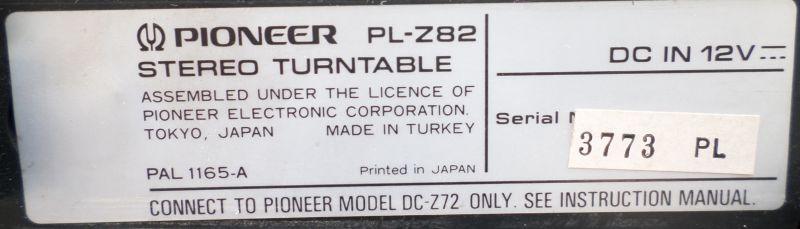 PIONEER PL-Z82
STEREO TURNTABLE
ASSEMBLED UNDER THE LICENCE OF
PIONEER ELECTRONIC CORPORATION.
TOKYO, JAPAN MADE IN TURKEY
PAL 1165-A Printed in JAPAN
DC IN 12V
Serial
3773 PL
CONNECT TO PIONEER MODEL DC-Z72 ONLY. SEE INSTRUCTION MANUAL.